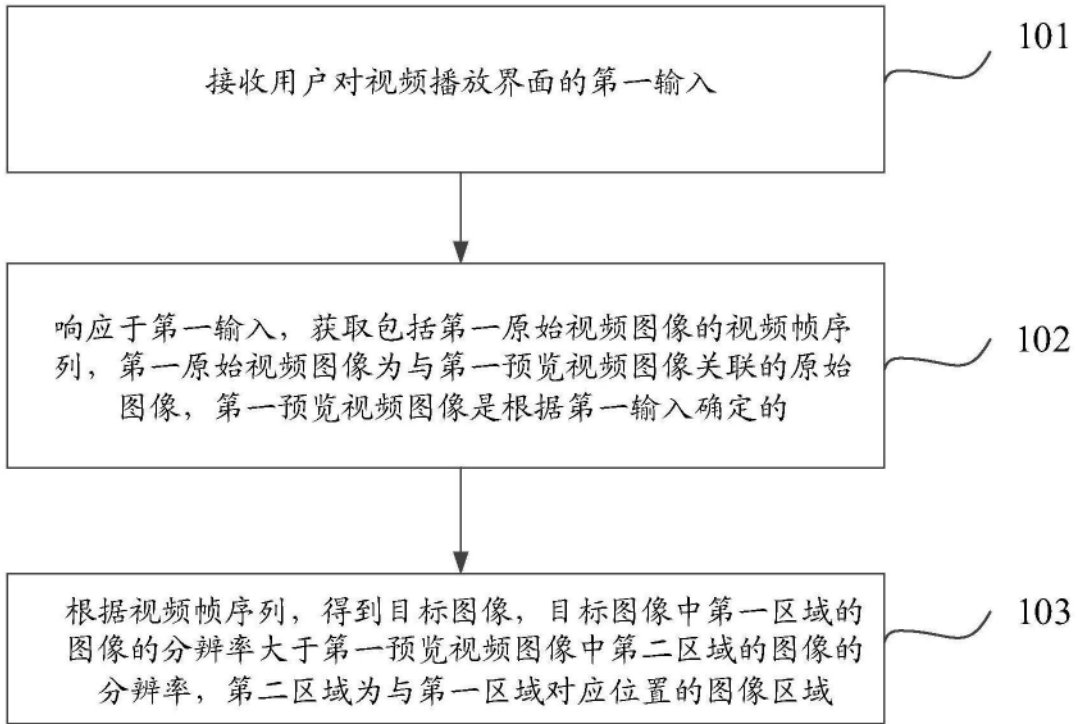 接收用户对视频播放界面的第一输入
101
响应于第一输入，获取包括第一原始视频图像的视频帧序
列，第一原始视频图像为与第一预览视频图像关联的原始
图像，第一预览视频图像是根据第一输入确定的
102
根据视频帧序列，得到目标图像，目标图像中第一区域的
图像的分辨率大于第一预览视频图像中第二区域的图像的
分辨率，第二区域为与第一区域对应位置的图像区域
103